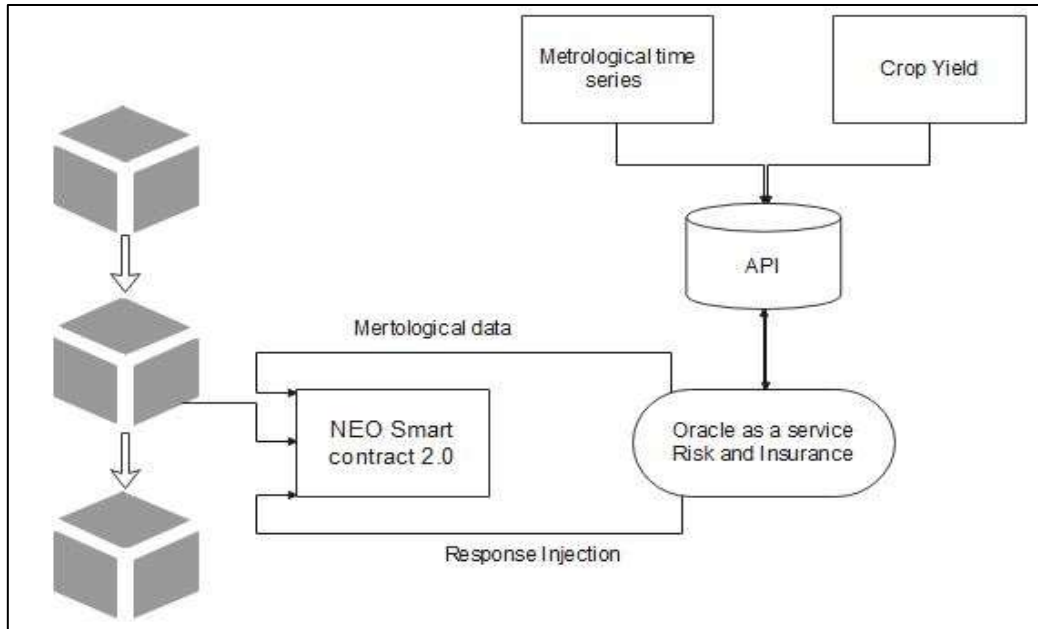 Metrological time
series
Crop Yield
API
Mertological data
NEO Smart
contract 2.0
Oracle as a service
Risk and Insurance
Response Injection